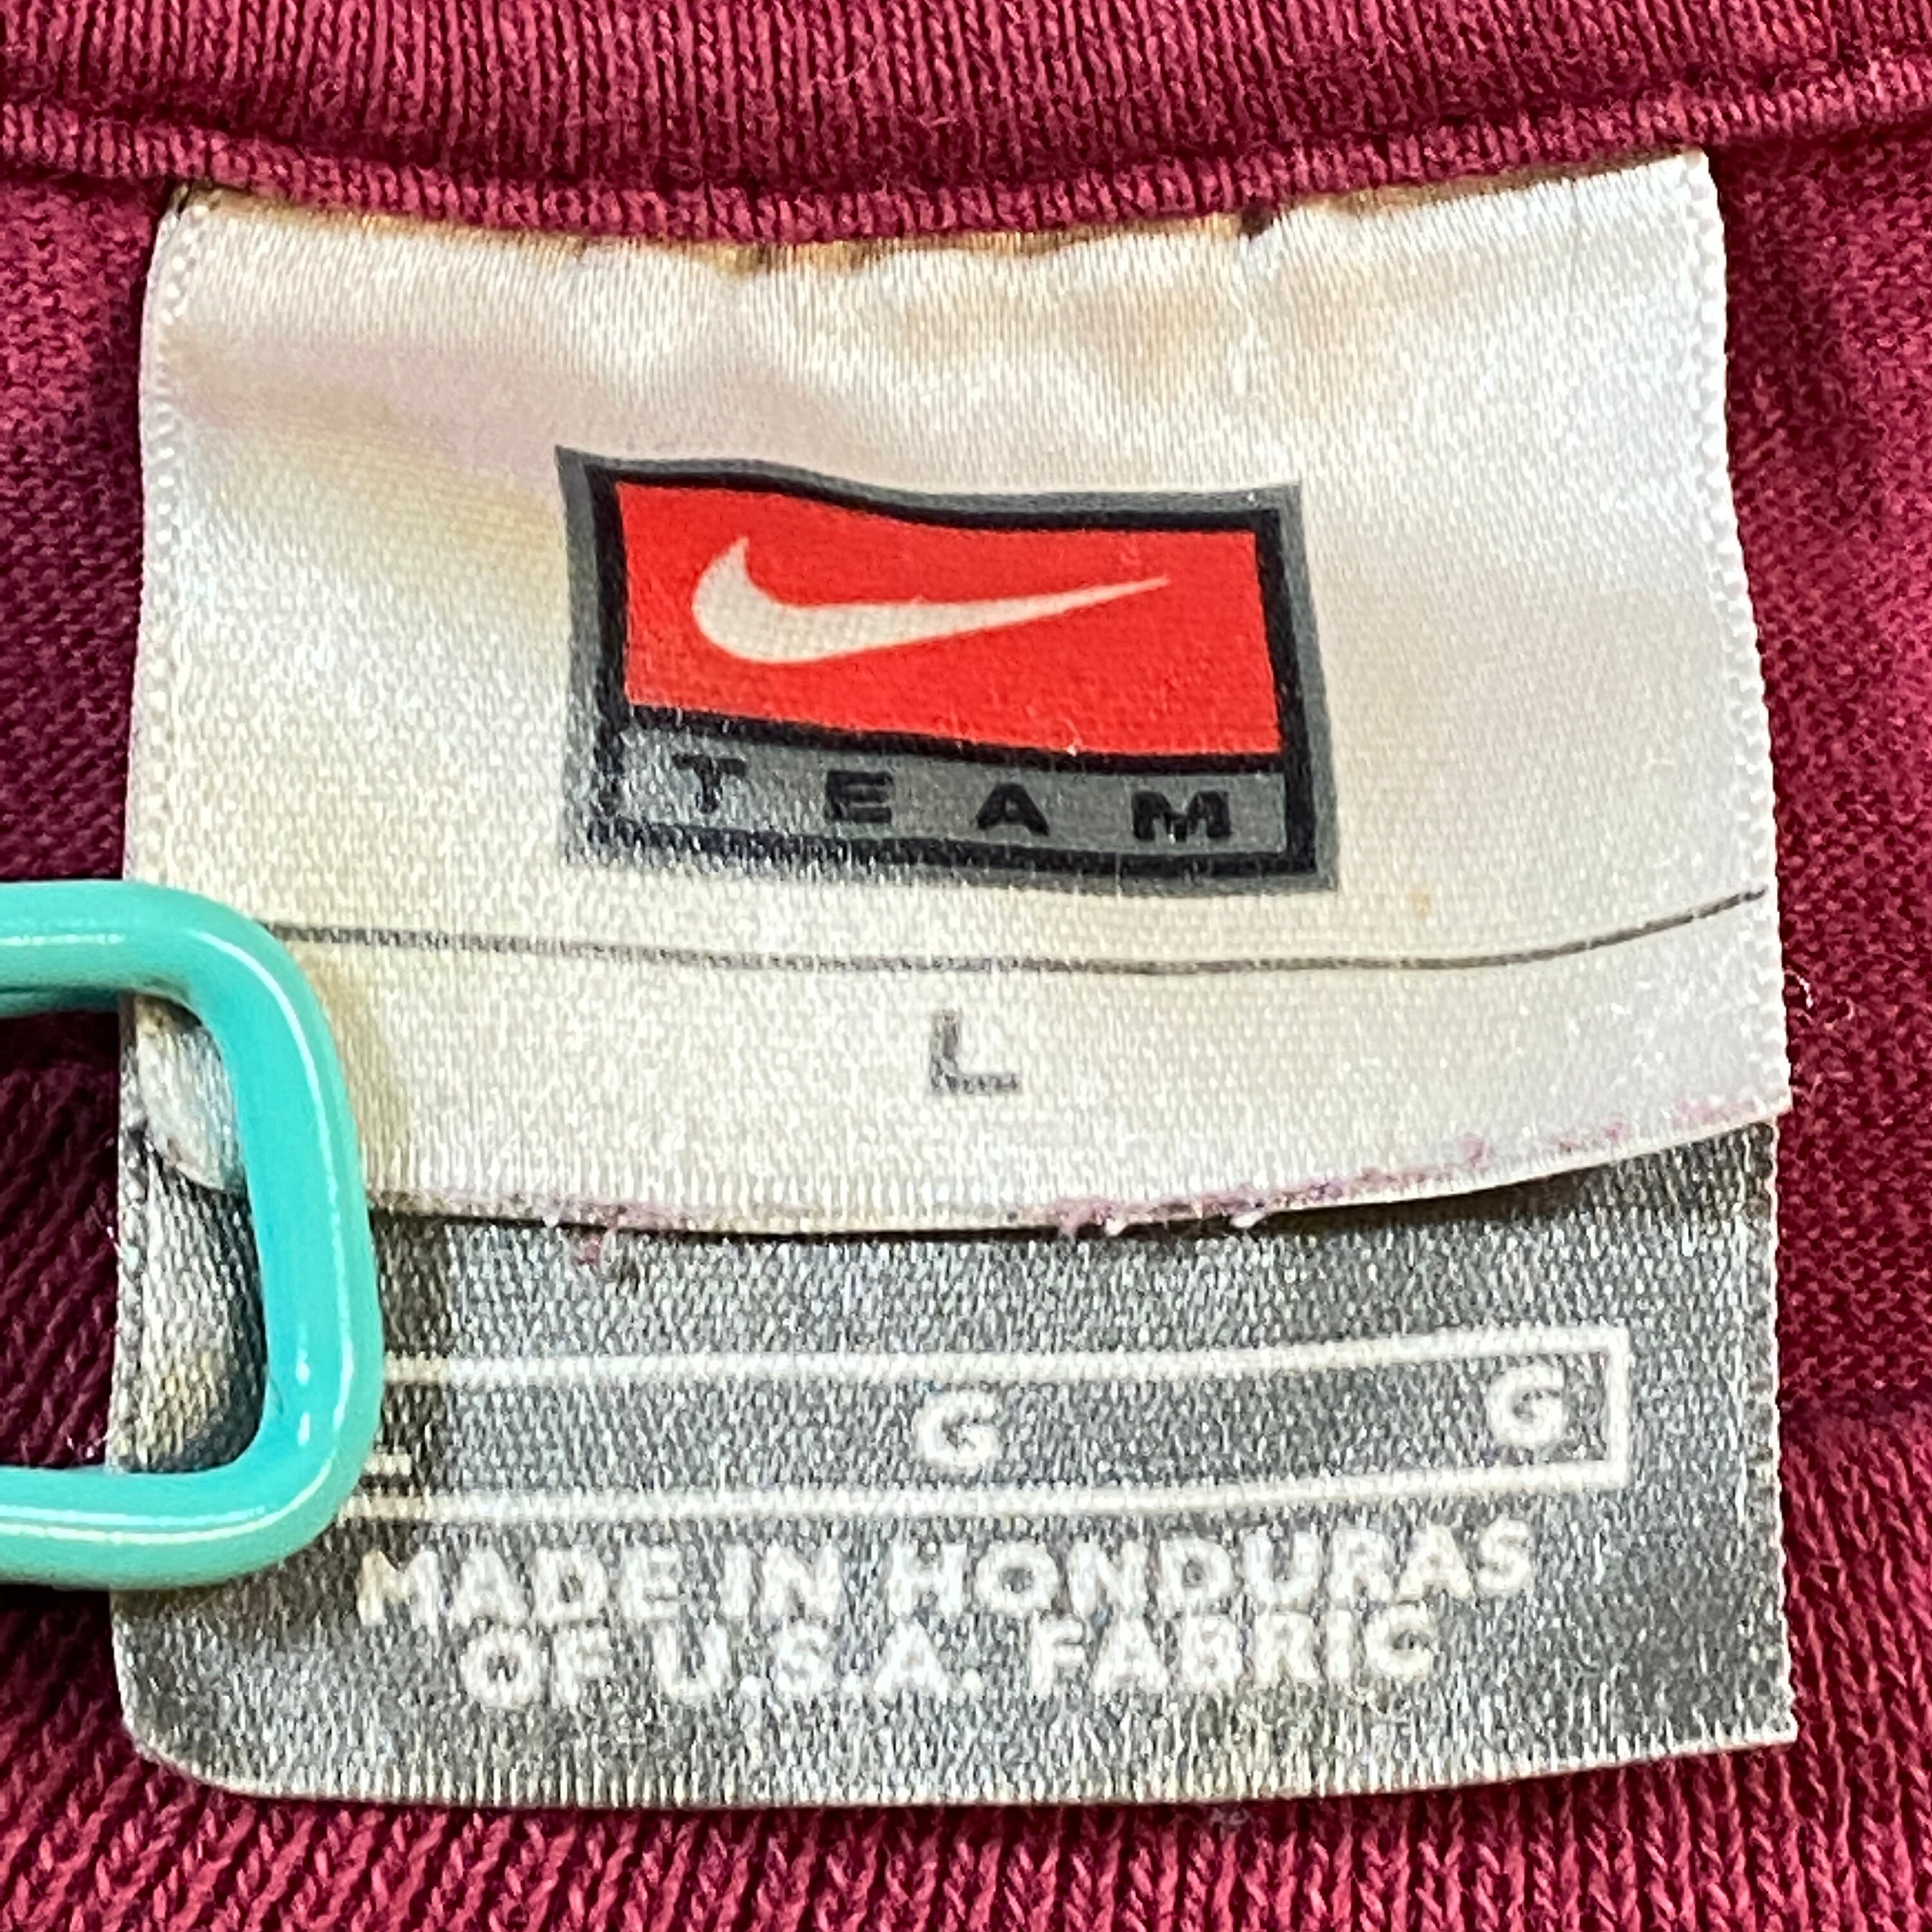 TEAM
L
L G G
MADE IN HONDURAS
OF U.S.A. FABRIC